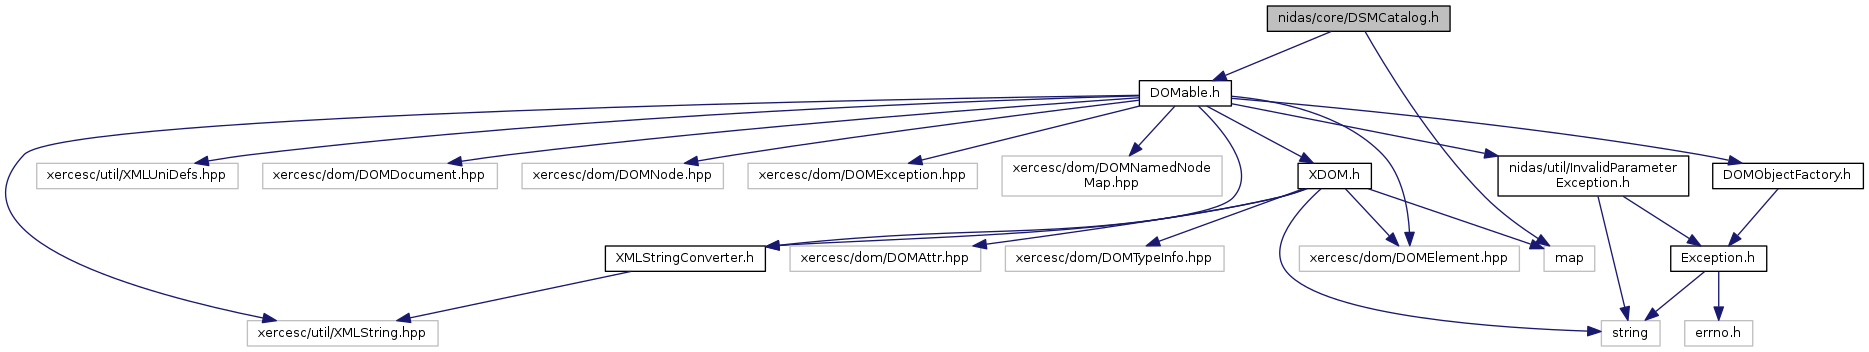 nidas/core/DSMCatalog.h
DOMable.h
xercesc/util/XMLUniDefs.hpp
xercesc/dom/DOMDocument.hpp
xercesc/dom/DOMNode.hpp
xercesc/dom/DOMException.hpp
xercesc/dom/DOMNamedNode
Map.hpp
XDOM.h
nidas/util/InvalidParameter
Exception.h
DOMObjectFactory.h
XMLStringConverter.h
xercesc/dom/DOMAttr.hpp
xercesc/dom/DOMTypeInfo.hpp
xercesc/dom/DOMElement.hpp
map
Exception.h
xercesc/util/XMLString.hpp
string
errno.h